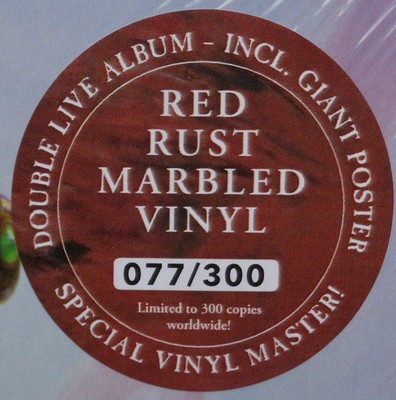 DOUBLE LIVE ALBUM - INCL. GIANT POSTER
RED
RUST
MARBLED
VINYL
077/300
Limited to 300 copies
worldwide!
SPECIAL VINYL MASTER!